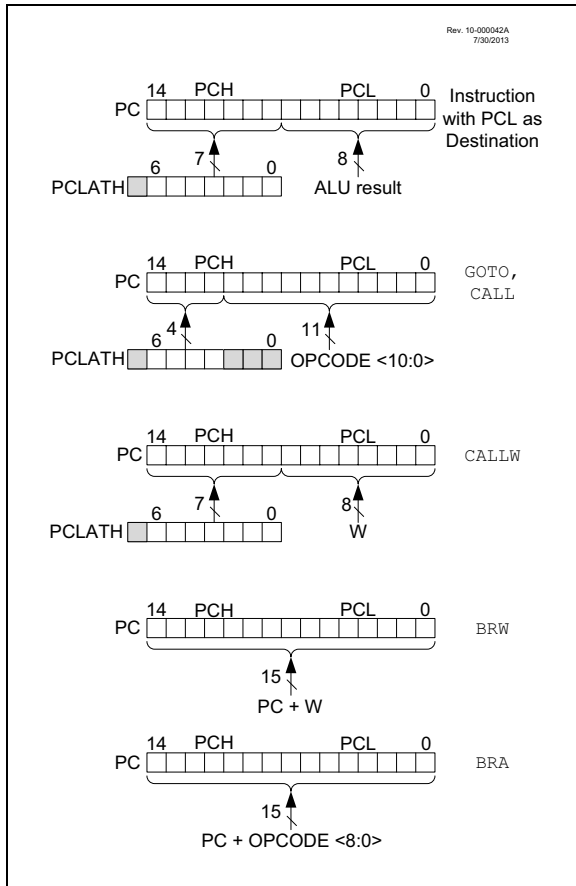 Rev. 10-000042A
7/30/2013
14 PCH PCL 0
PC
Instruction
with PCL as
Destination
7 8
6 0
PCLATH
ALU result
14 PCH PCL 0
PC
GOTO,
CALL
4 11
6 0
PCLATH
OPCODE <10:0>
14 PCH PCL 0
PC
CALLW
7 8
6 0
PCLATH
W
14 PCH PCL 0
PC
BRW
15
PC + W
14 PCH PCL 0
PC
BRA
15
PC + OPCODE <8:0>